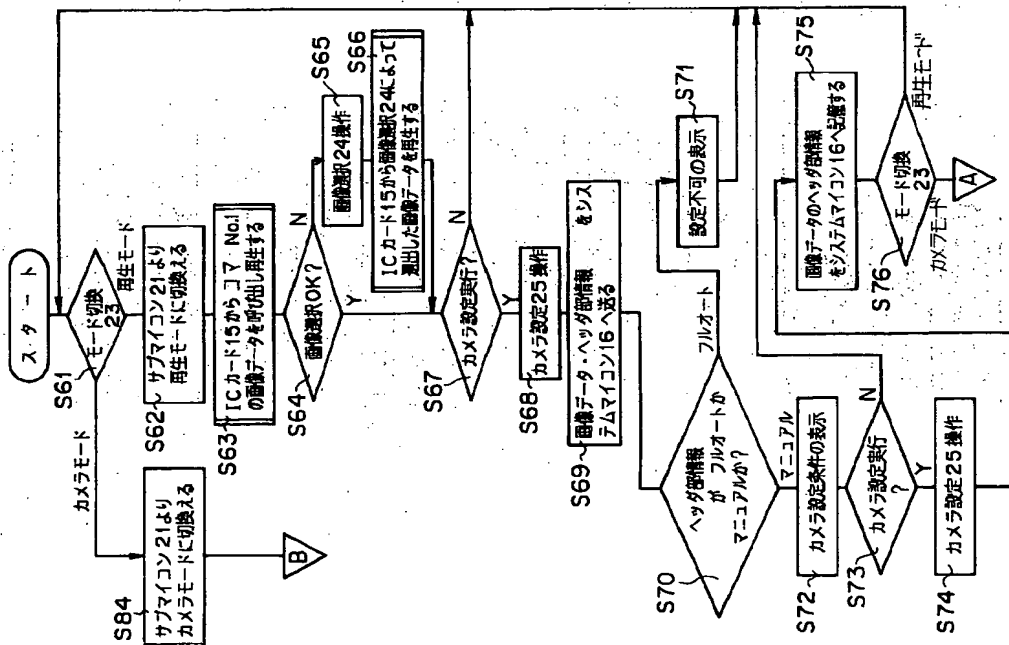 スタート
S61
モード切換
23
カメラモード
再生モード
S84
サブマイコン21より
カメラモードに切換える
B
S62
サブマイコン21より
再生モードに切換える
S63
ICカード15からコマ No.1
の画像データを呼び出し再生する
S64
画像選択OK?
N
Y
S65
画像選択24操作
S66
ICカード15から画像選択24によって
選出した画像データを再生する
S67
カメラ設定実行?
N
Y
S68
カメラ設定25操作
S69
画像データ・ヘッダ部情報 をシス
テムマイコン16へ送る
S70
ヘッダ部情報
が フルオートか
マニュアルか?
フルオート
マニュアル
S71
設定不可の表示
S72
カメラ設定条件の表示
S73
カメラ設定実行
?
N
Y
S74
カメラ設定25操作
S75
画像データのヘッダ部情報
をシステムマイコン16へ記憶する
S76
モード切換
23
再生モード
カメラモード
A